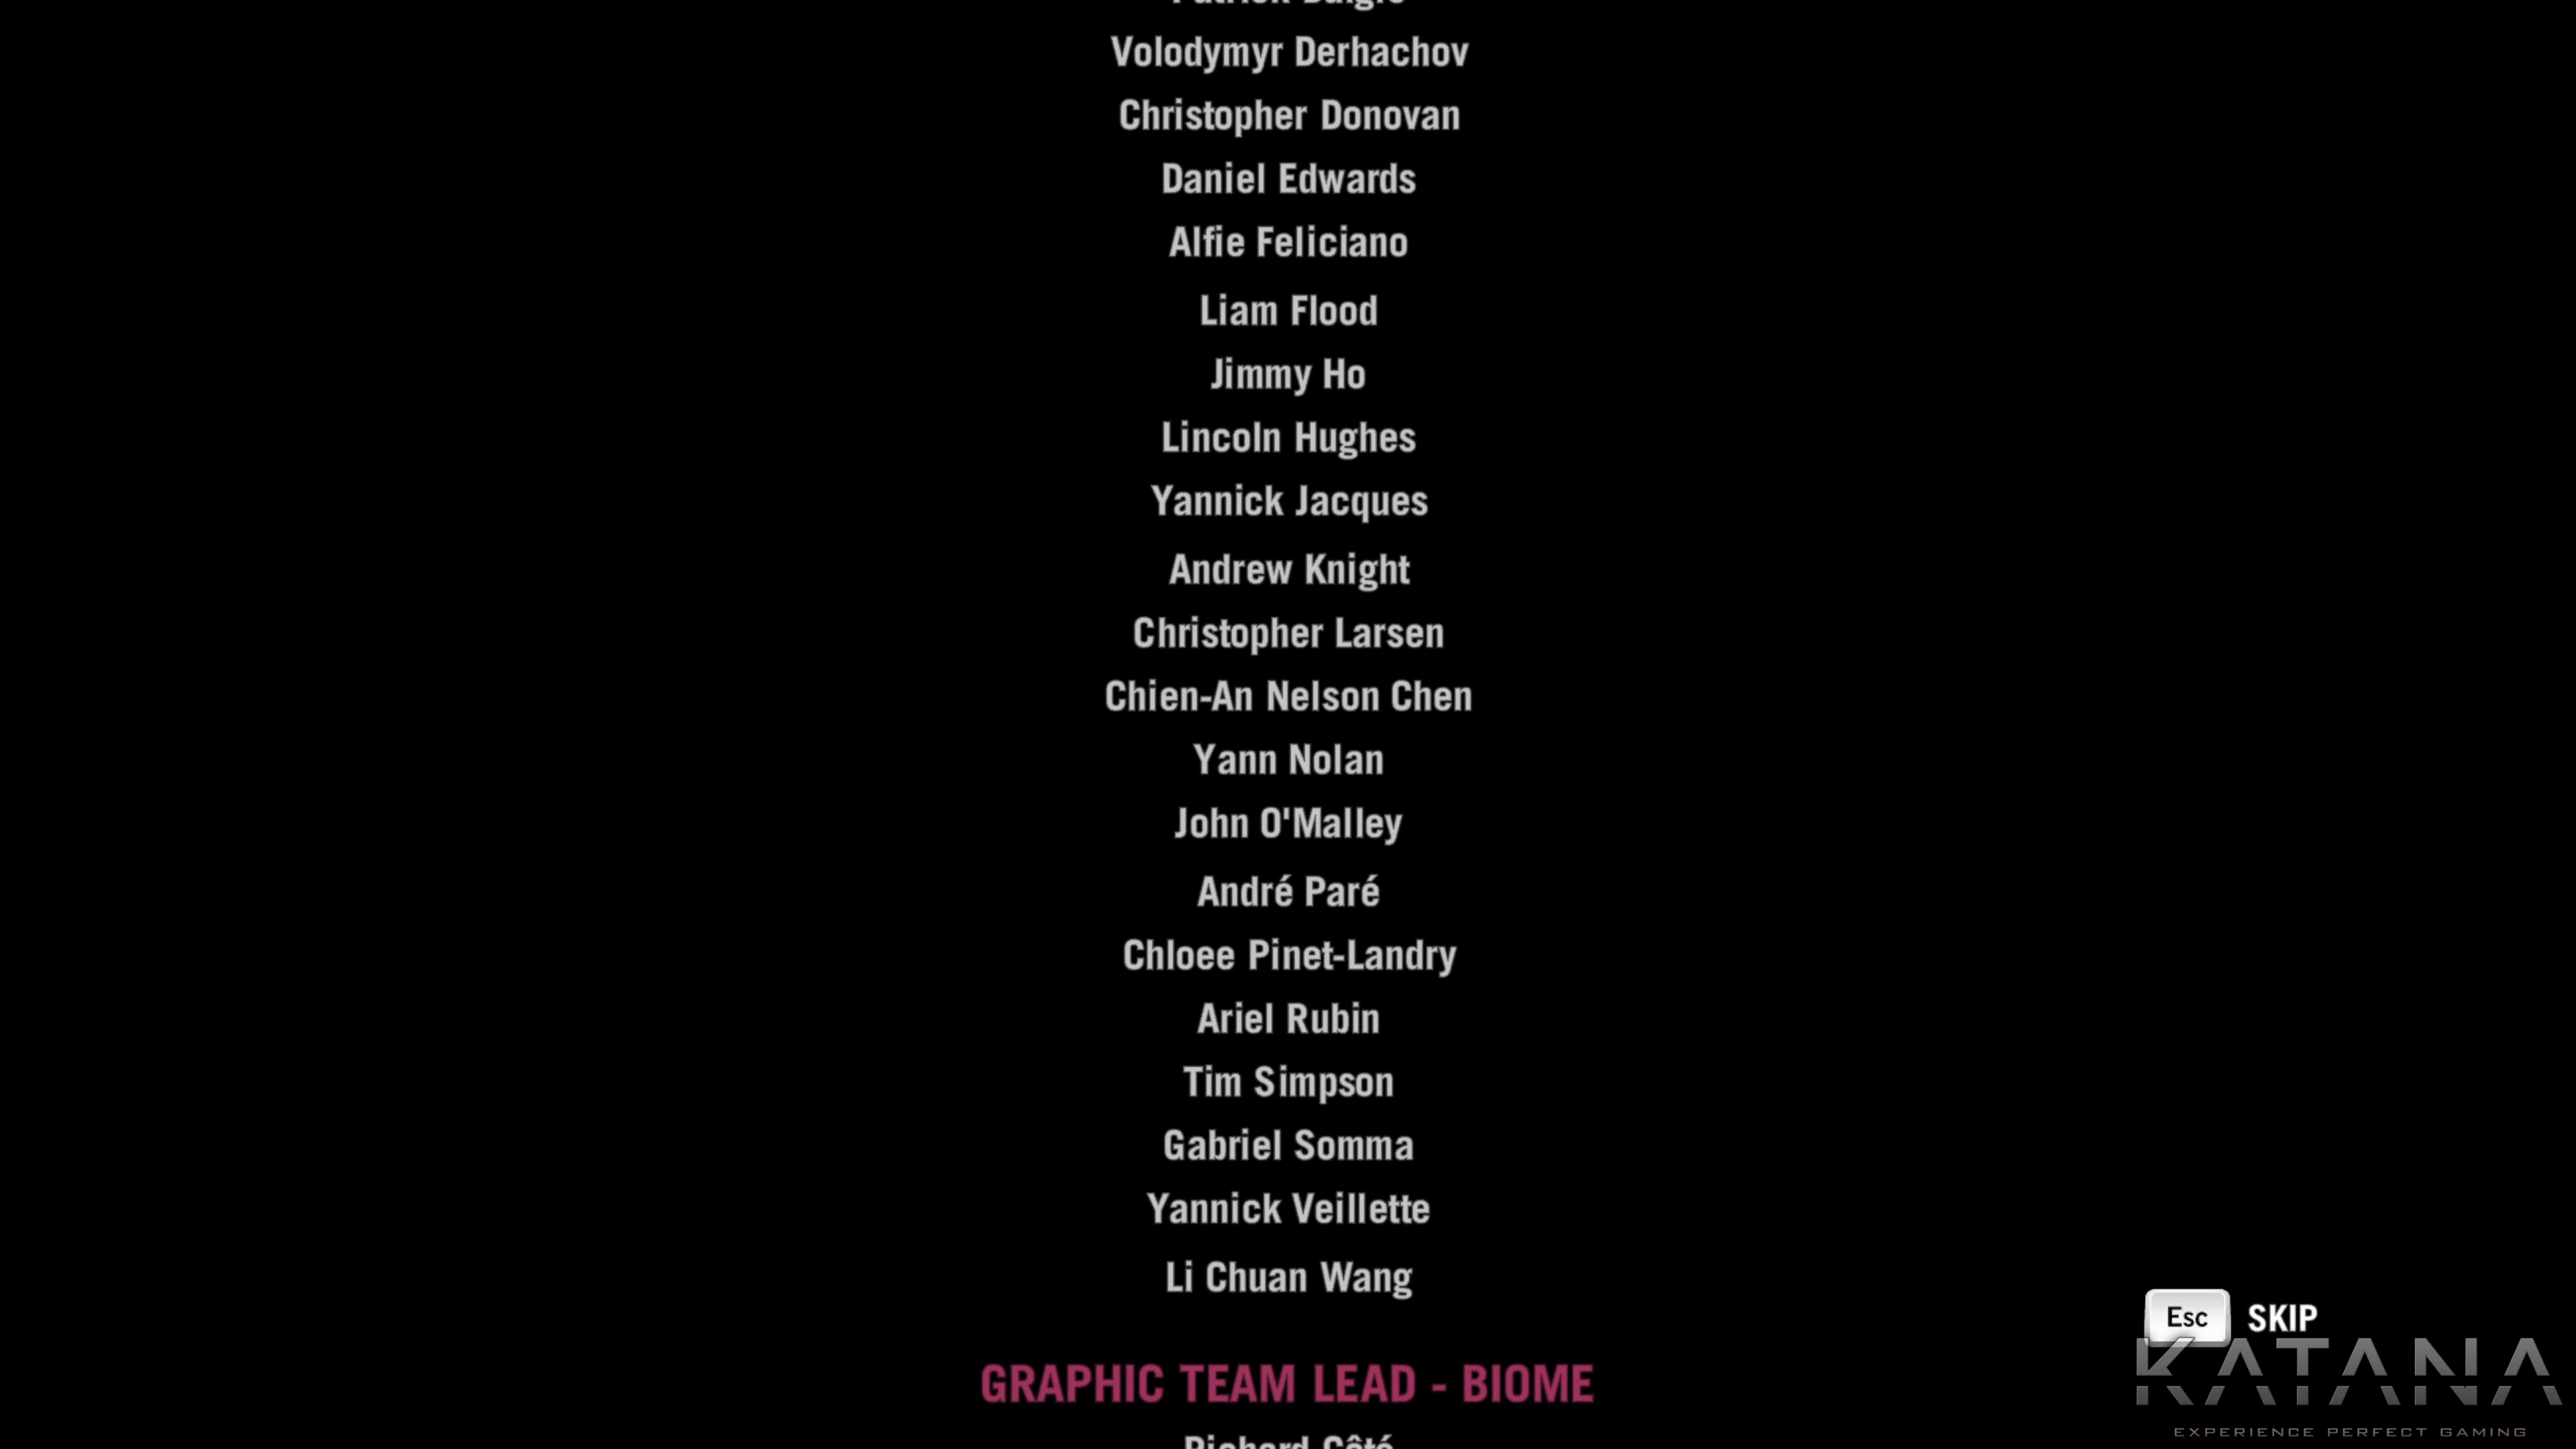 Volodymyr Derhachov
Christopher Donovan
Daniel Edwards
Alfie Feliciano
Liam Flood
Jimmy Ho
Lincoln Hughes
Yannick Jacques
Andrew Knight
Christopher Larsen
Chien-An Nelson Chen
Yann Nolan
John O'Malley
André Paré
Chloee Pinet-Landry
Ariel Rubin
Tim Simpson
Gabriel Somma
Yannick Veillette
Li Chuan Wang
GRAPHIC TEAM LEAD - BIOME
Richard Côté
Esc SKIP
KATANA
EXPERIENCE PERFECT GAMING